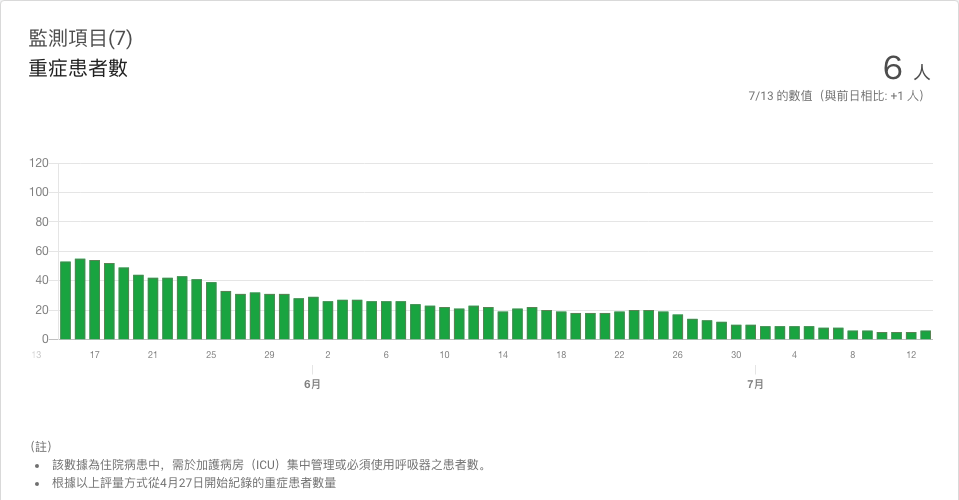 監測項目(7)
重症患者數
6 人
7/13 的數值（與前日相比: +1 人）
120
100
80
60
40
20
0
13 17 21 25 29 2 6 10 14 18 22 26 30 4 8 12
6月 7月
（註）
• 該數據為住院病患中，需於加護病房（ICU）集中管理或必須使用呼吸器之患者數。
• 根據以上評量方式從4月27日開始紀錄的重症患者數量